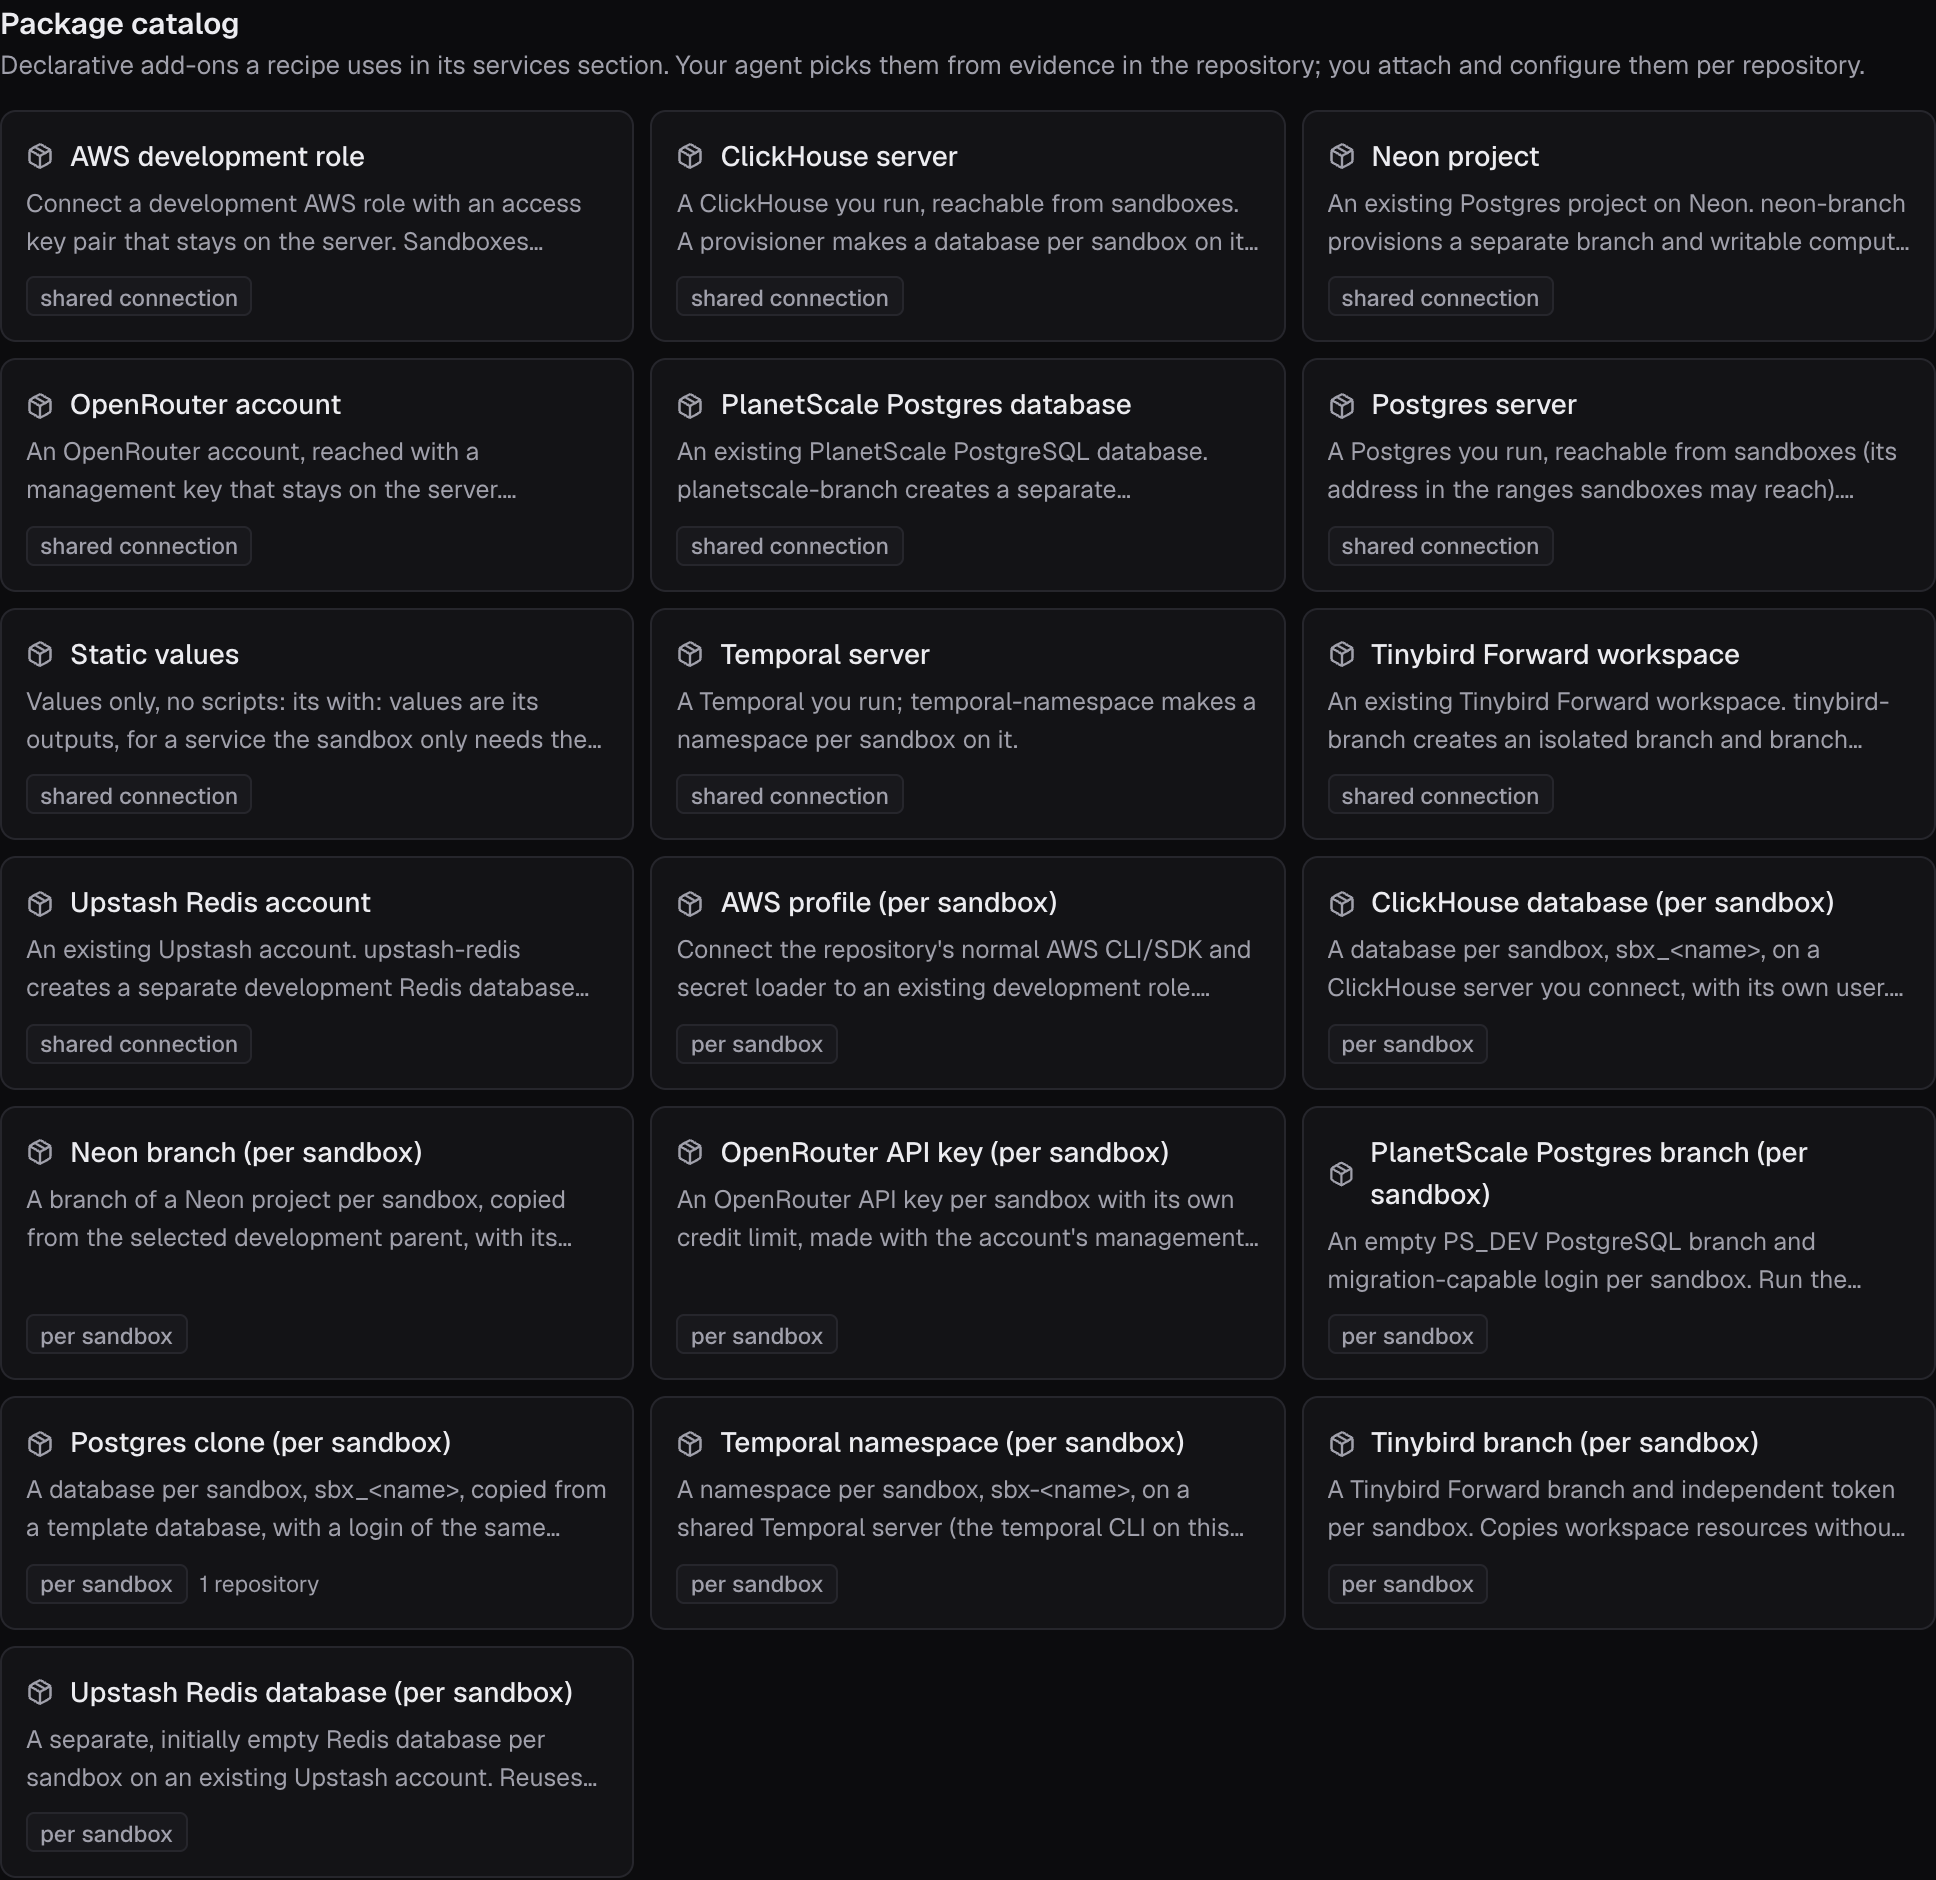 Package catalog
Declarative add-ons a recipe uses in its services section. Your agent picks them from evidence in the repository; you attach and configure them per repository.
AWS development role
Connect a development AWS role with an access
key pair that stays on the server. Sandboxes…
shared connection
ClickHouse server
A ClickHouse you run, reachable from sandboxes.
A provisioner makes a database per sandbox on it…
shared connection
Neon project
An existing Postgres project on Neon. neon-branch
provisions a separate branch and writable comput…
shared connection
OpenRouter account
An OpenRouter account, reached with a
management key that stays on the server.…
shared connection
PlanetScale Postgres database
An existing PlanetScale PostgreSQL database.
planetscale-branch creates a separate…
shared connection
Postgres server
A Postgres you run, reachable from sandboxes (its
address in the ranges sandboxes may reach).…
shared connection
Static values
Values only, no scripts: its with: values are its
outputs, for a service the sandbox only needs the…
shared connection
Temporal server
A Temporal you run; temporal-namespace makes a
namespace per sandbox on it.
shared connection
Tinybird Forward workspace
An existing Tinybird Forward workspace. tinybird-
branch creates an isolated branch and branch…
shared connection
Upstash Redis account
An existing Upstash account. upstash-redis
creates a separate development Redis database…
shared connection
AWS profile (per sandbox)
Connect the repository's normal AWS CLI/SDK and
secret loader to an existing development role.…
per sandbox
ClickHouse database (per sandbox)
A database per sandbox, sbx_<name>, on a
ClickHouse server you connect, with its own user.…
per sandbox
Neon branch (per sandbox)
A branch of a Neon project per sandbox, copied
from the selected development parent, with its…
per sandbox
OpenRouter API key (per sandbox)
An OpenRouter API key per sandbox with its own
credit limit, made with the account's management…
per sandbox
PlanetScale Postgres branch (per
sandbox)
An empty PS_DEV PostgreSQL branch and
migration-capable login per sandbox. Run the…
per sandbox
Postgres clone (per sandbox)
A database per sandbox, sbx_<name>, copied from
a template database, with a login of the same…
per sandbox 1 repository
Temporal namespace (per sandbox)
A namespace per sandbox, sbx-<name>, on a
shared Temporal server (the temporal CLI on this…
per sandbox
Tinybird branch (per sandbox)
A Tinybird Forward branch and independent token
per sandbox. Copies workspace resources withou…
per sandbox
Upstash Redis database (per sandbox)
A separate, initially empty Redis database per
sandbox on an existing Upstash account. Reuses…
per sandbox